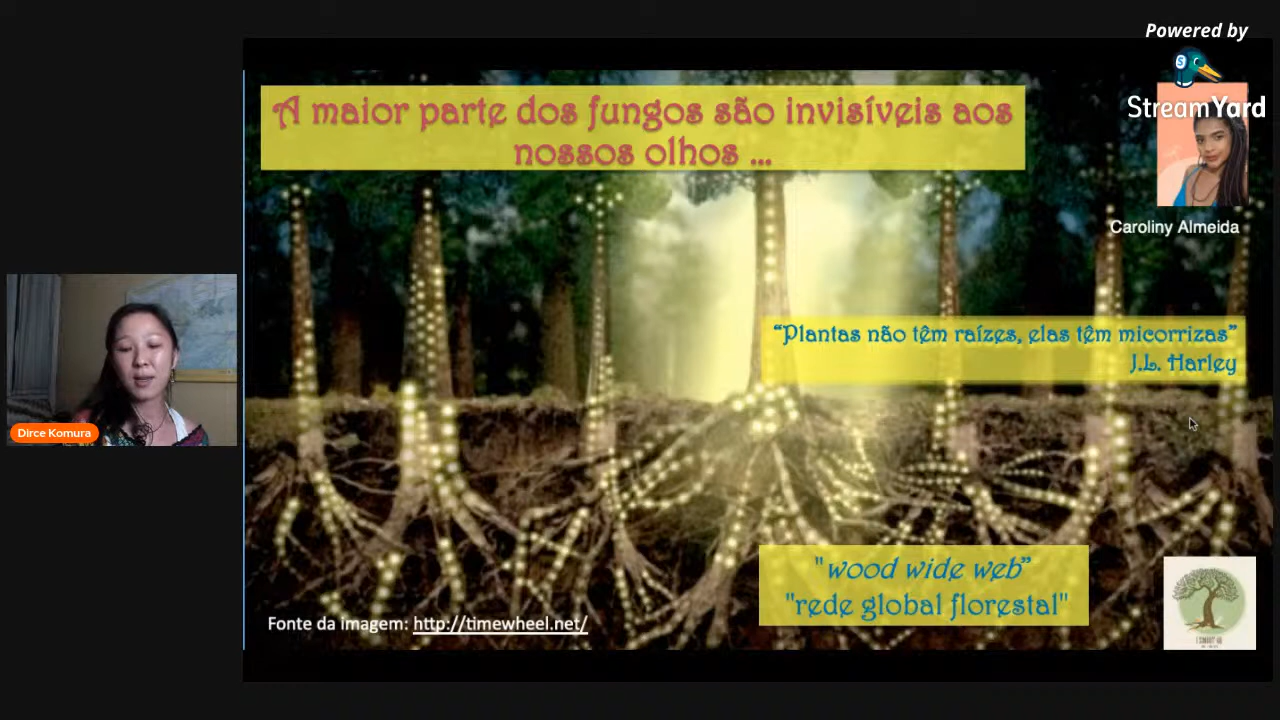 Powered by
StreamYard
A maior parte dos fungos são invisíveis aos
nossos olhos ...
Caroliny Almeida
“Plantas não têm raízes, elas têm micorrizas”
J.L. Harley
Dirce Komura
"wood wide web”
"rede global florestal"
Fonte da imagem: http://timewheel.net/